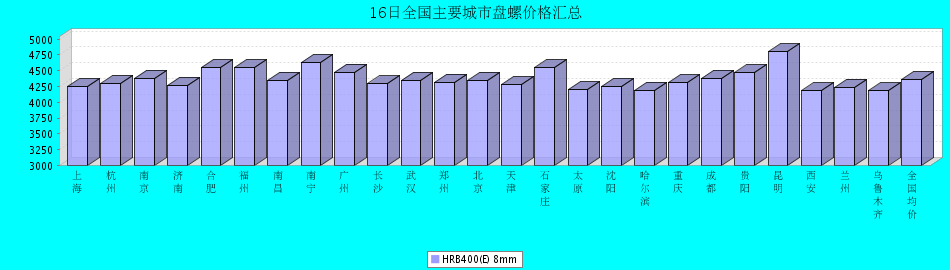 16日全国主要城市盘螺价格汇总
5000
4750
4500
4250
4000
3750
3500
3250
3000
上海
杭州
南京
济南
合肥
福州
南昌
南宁
广州
长沙
武汉
郑州
北京
天津
石家庄
太原
沈阳
哈尔滨
重庆
成都
贵阳
昆明
西安
兰州
乌鲁木齐
全国均价
HRB400(E) 8mm